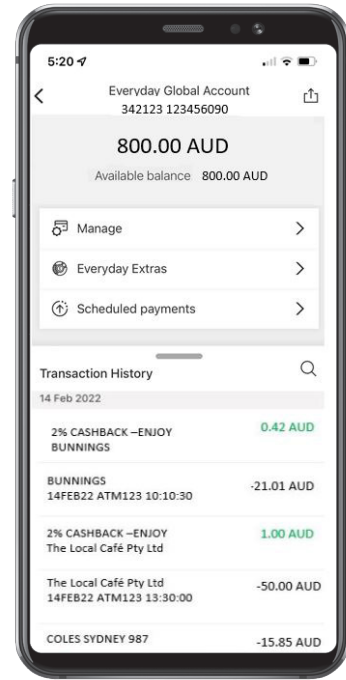 5:20
Everyday Global Account
342123 123456090
800.00 AUD
Available balance 800.00 AUD
Manage
Everyday Extras
Scheduled payments
Transaction History
14 Feb 2022
2% CASHBACK –ENJOY 0.42 AUD
BUNNINGS
BUNNINGS
14FEB22 ATM123 10:10:30 -21.01 AUD
2% CASHBACK –ENJOY 1.00 AUD
The Local Café Pty Ltd
The Local Café Pty Ltd -50.00 AUD
14FEB22 ATM123 13:30:00
COLES SYDNEY 987 -15.85 AUD